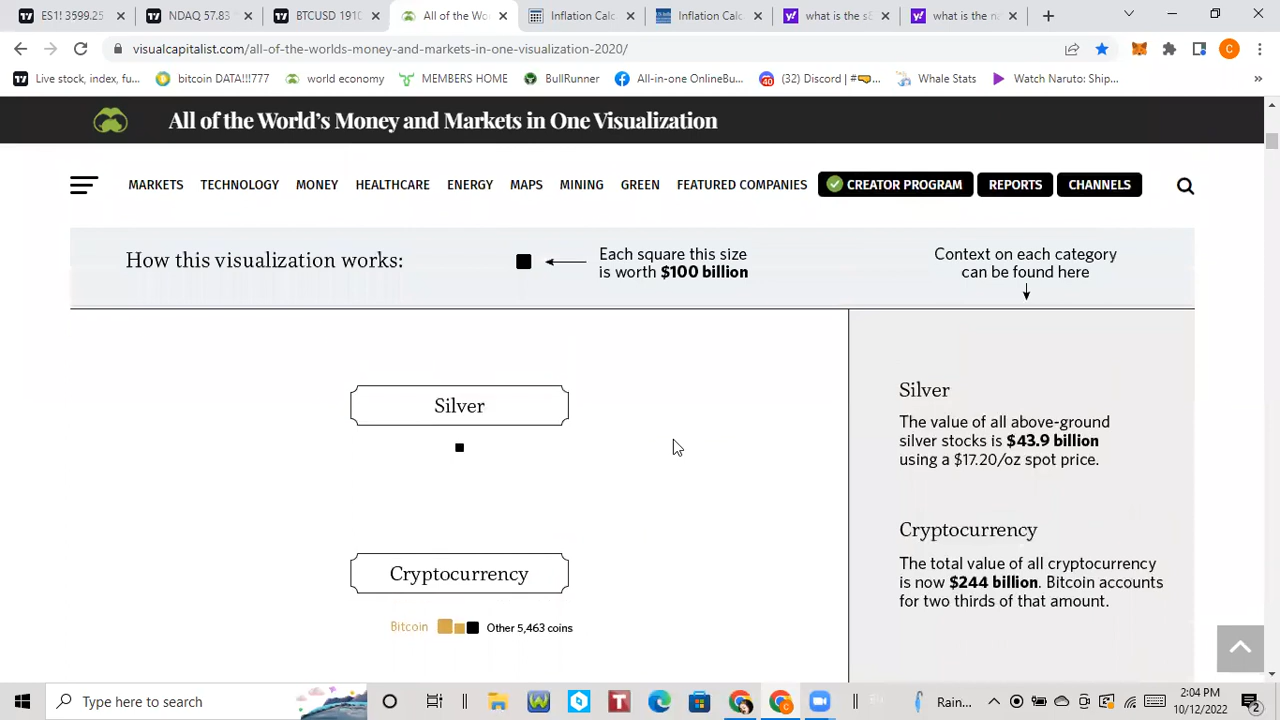 ES1! 3599.25
NDAQ 57.83
BTCUSD 191
All of the Wo
Inflation Calc
Inflation Calc
what is the s&
what is the na
visualcapitalist.com/all-of-the-worlds-money-and-markets-in-one-visualization-2020/
Live stock, index, fu...
bitcoin DATA!!!777
world economy
MEMBERS HOME
BullRunner
All-in-one OnlineBu...
(32) Discord | #
Whale Stats
Watch Naruto: Ship...
All of the World's Money and Markets in One Visualization
MARKETS TECHNOLOGY MONEY HEALTHCARE ENERGY MAPS MINING GREEN FEATURED COMPANIES CREATOR PROGRAM REPORTS CHANNELS
How this visualization works:
Each square this size
is worth $100 billion
Context on each category
can be found here
Silver
Silver
The value of all above-ground
silver stocks is $43.9 billion
using a $17.20/oz spot price.
Cryptocurrency
Bitcoin
Other 5,463 coins
Cryptocurrency
The total value of all cryptocurrency
is now $244 billion. Bitcoin accounts
for two thirds of that amount.
Type here to search
Rain...
2:04 PM
10/12/2022